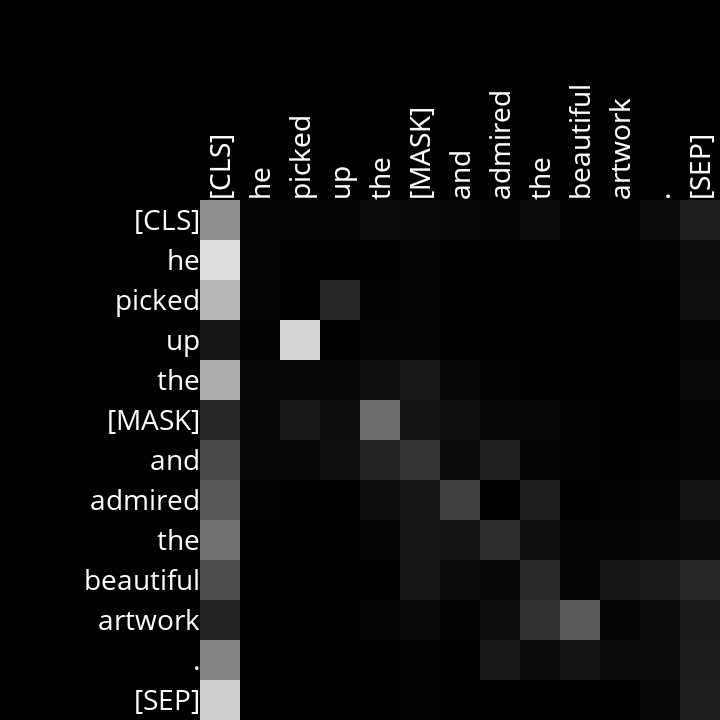 [CLS] he picked up the [MASK] and admired the beautiful artwork . [SEP]
[CLS]
he
picked
up
the
[MASK]
and
admired
the
beautiful
artwork
.
[SEP]